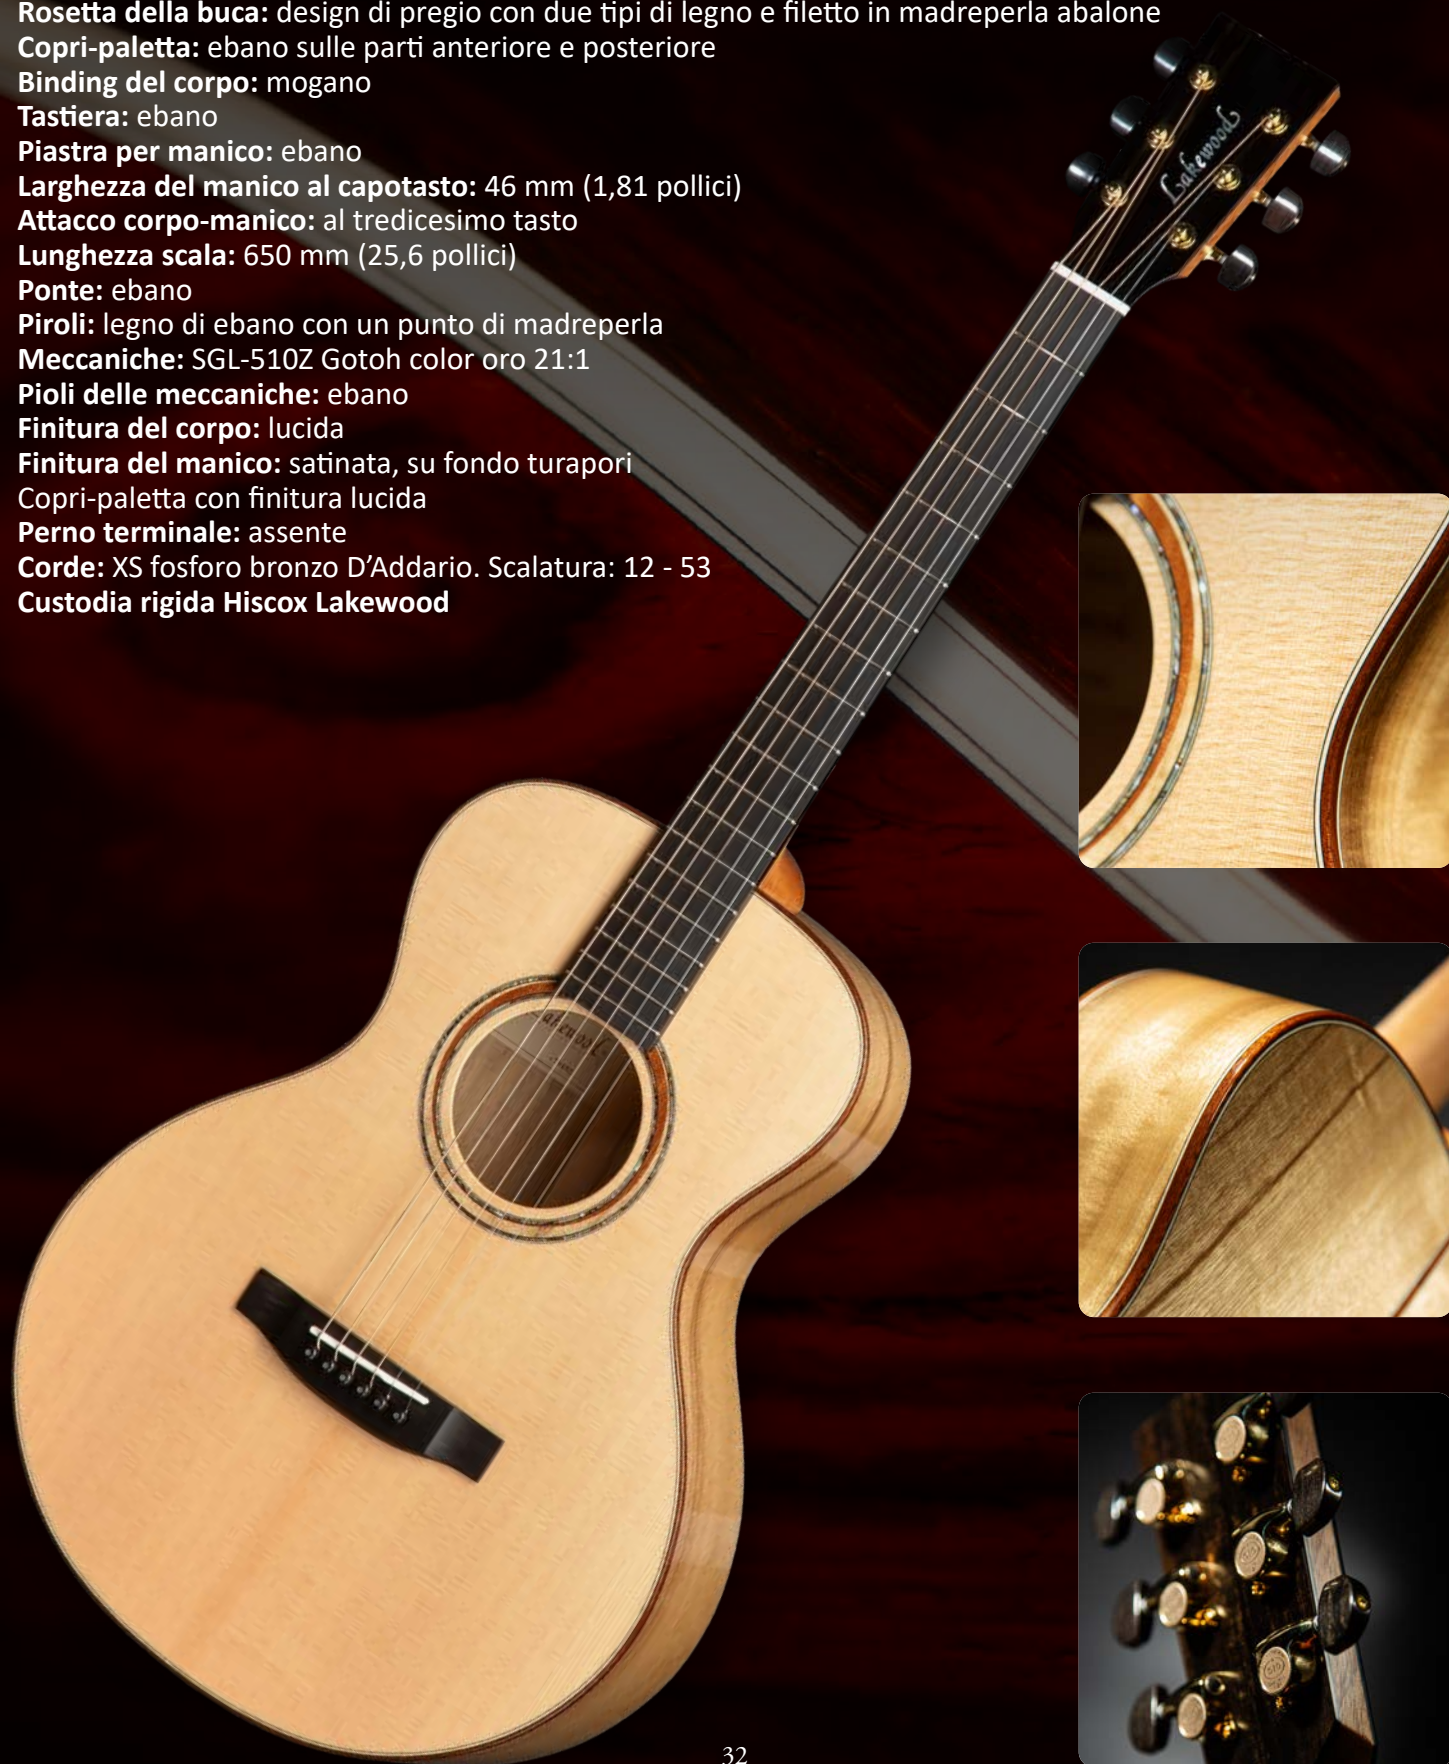 Rosetta della buca: design di pregio con due tipi di legno e filetto in madreperla abalone
Copri-paletta: ebano sulle parti anteriore e posteriore
Binding del corpo: mogano
Tastiera: ebano
Piastra per manico: ebano
Larghezza del manico al capotasto: 46 mm (1,81 pollici)
Attacco corpo-manico: al tredicesimo tasto
Lunghezza scala: 650 mm (25,6 pollici)
Ponte: ebano
Piroli: legno di ebano con un punto di madreperla
Meccaniche: SGL-510Z Gotoh color oro 21:1
Pioli delle meccaniche: ebano
Finitura del corpo: lucida
Finitura del manico: satinata, su fondo turapori
Copri-paletta con finitura lucida
Perno terminale: assente
Corde: XS fosforo bronzo D’Addario. Scalatura: 12 - 53
Custodia rigida Hiscox Lakewood
Lakewood
Lakewood
32